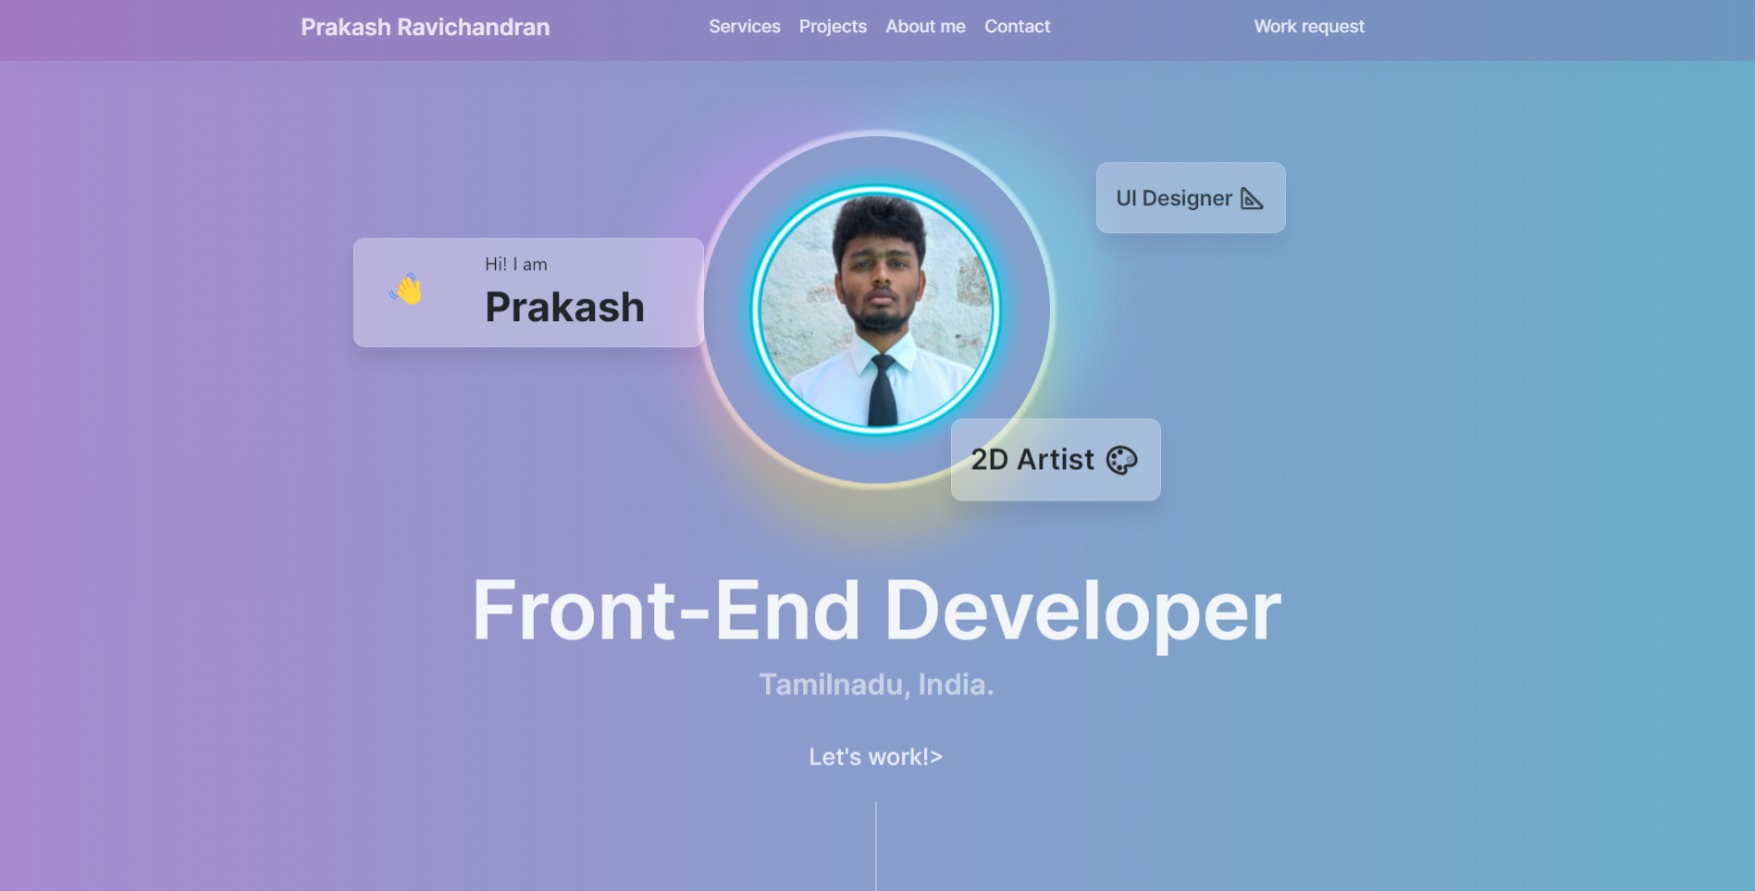 Prakash Ravichandran
Services Projects About me Contact
Work request
UI Designer
Hi! I am
Prakash
2D Artist
Front-End Developer
Tamilnadu, India.
Let's work!>